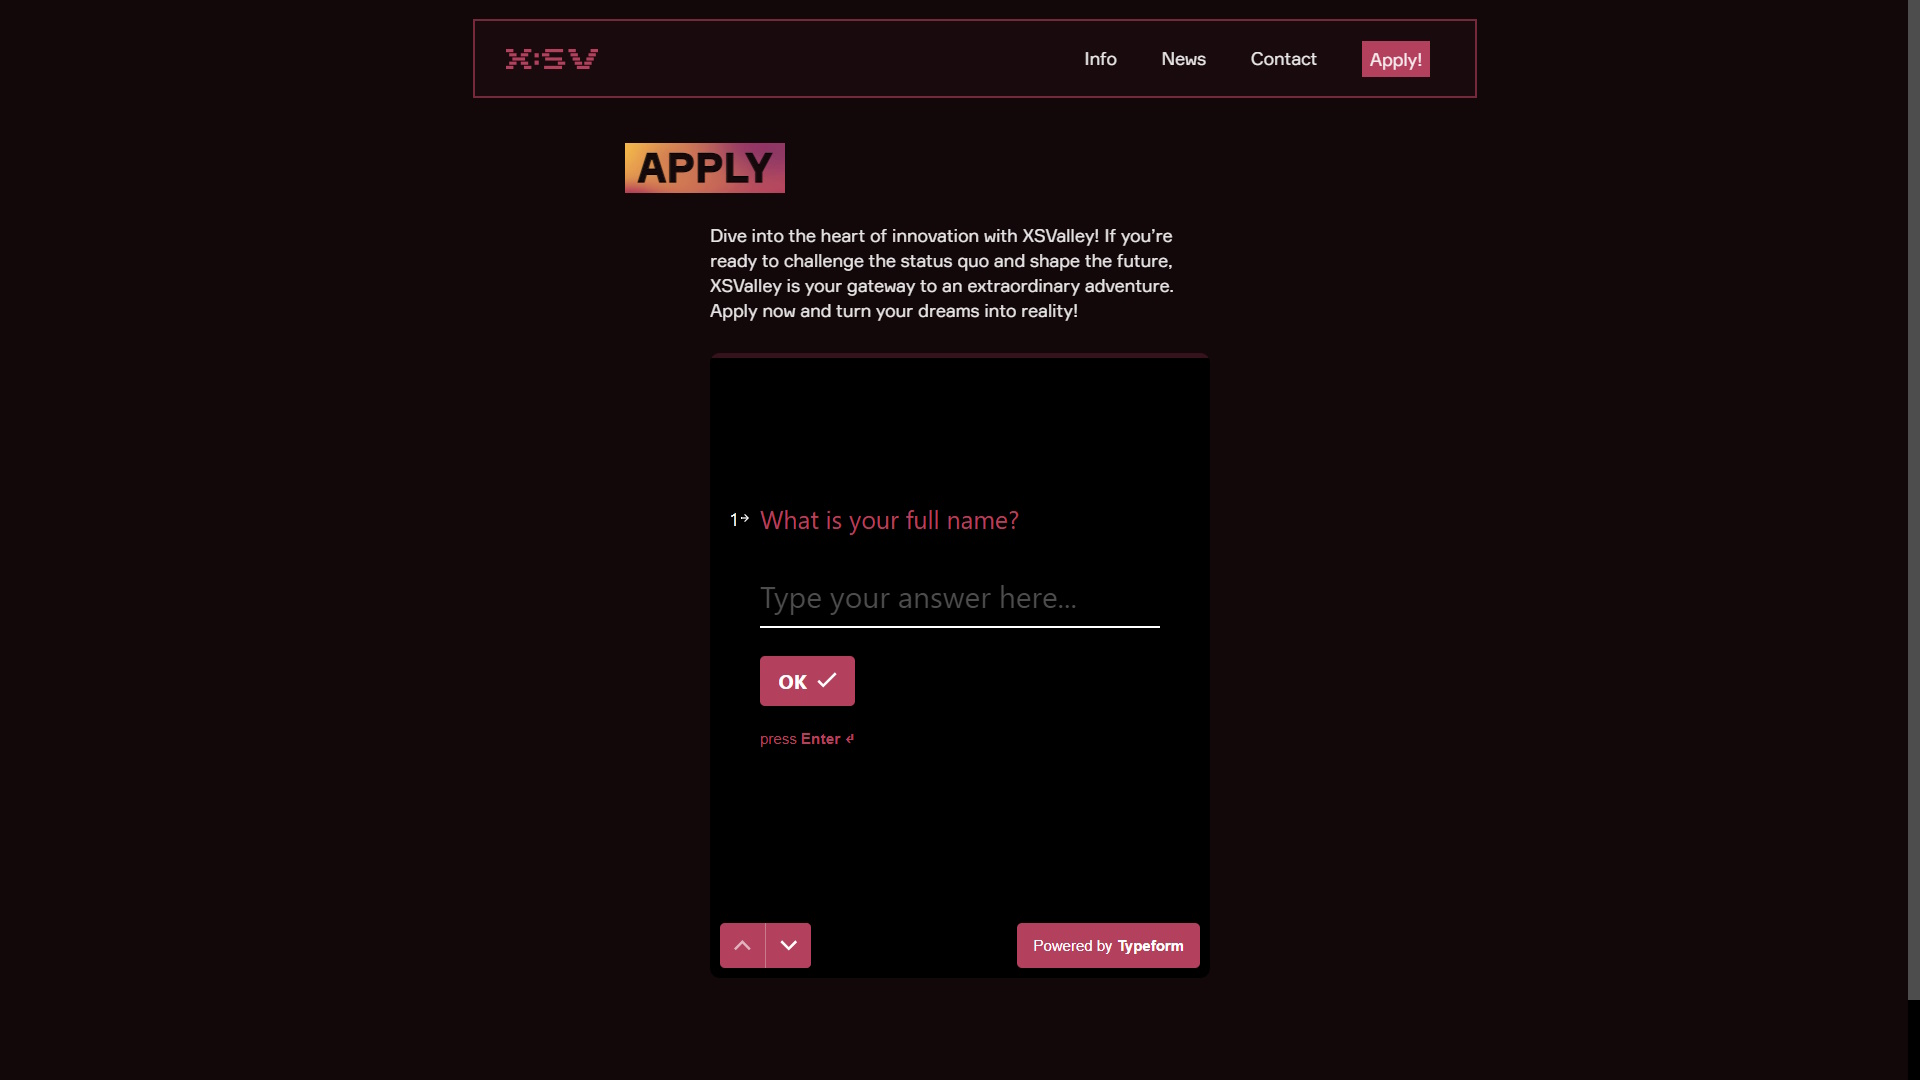 X:SV
Info News Contact Apply!
APPLY
Dive into the heart of innovation with XSValley! If you’re
ready to challenge the status quo and shape the future,
XSValley is your gateway to an extraordinary adventure.
Apply now and turn your dreams into reality!
1 What is your full name?
Type your answer here...
OK
press Enter ↵
Powered by Typeform